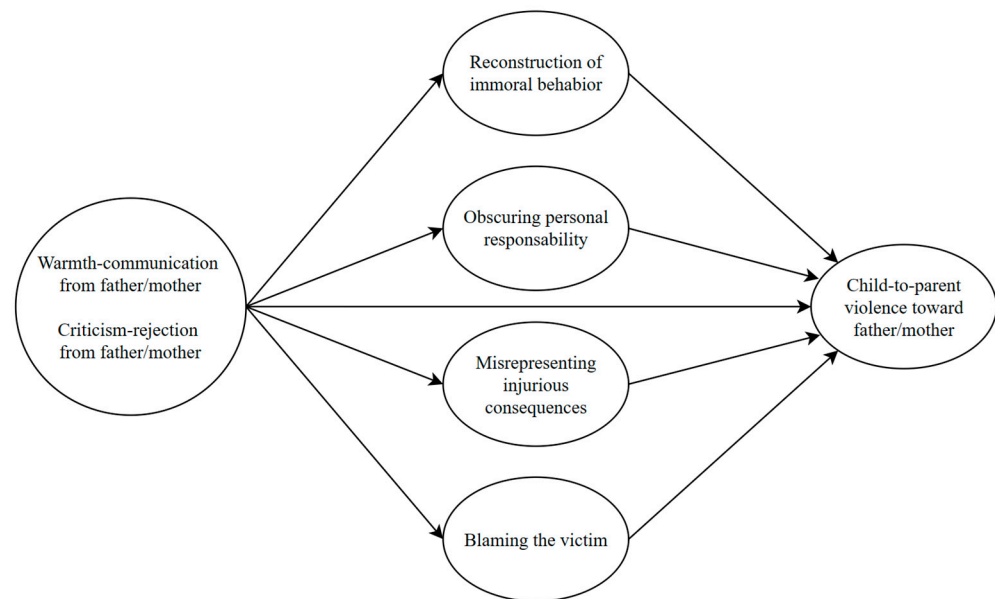 Reconstruction of
immoral behabior
Obscuring personal
responsability
Warmth-communication
from father/mother
Criticism-rejection
from father/mother
Child-to-parent
violence toward
father/mother
Misrepresenting
injurious
consequences
Blaming the victim